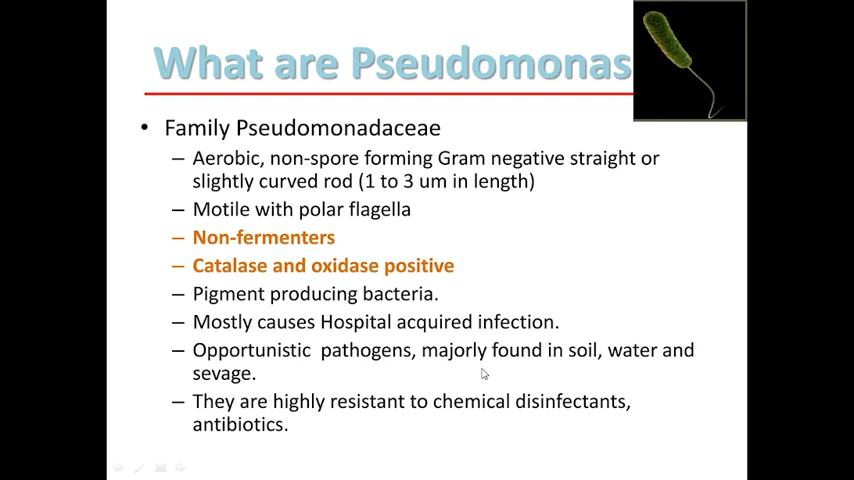 What are Pseudomonas
• Family Pseudomonadaceae
– Aerobic, non-spore forming Gram negative straight or
slightly curved rod (1 to 3 um in length)
– Motile with polar flagella
– Non-fermenters
– Catalase and oxidase positive
– Pigment producing bacteria.
– Mostly causes Hospital acquired infection.
– Opportunistic  pathogens, majorly found in soil, water and
sevage.
– They are highly resistant to chemical disinfectants,
antibiotics.